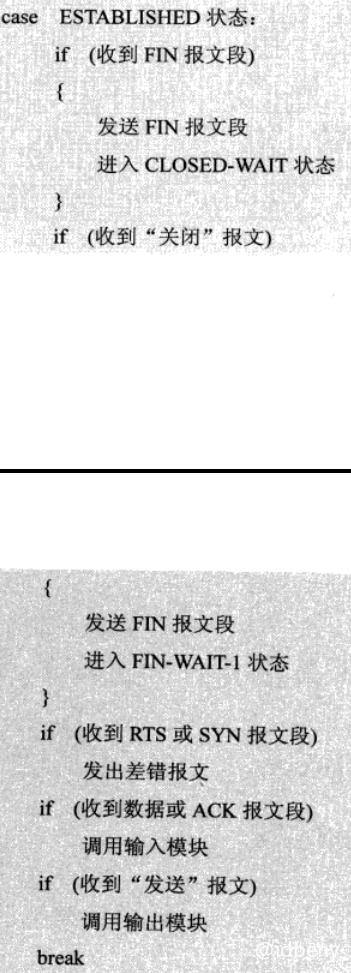 case ESTABLISHED 状态：
if (收到 FIN 报文段)
{
发送 FIN 报文段
进入 CLOSED-WAIT 状态
}
if (收到“关闭”报文)
{
发送 FIN 报文段
进入 FIN-WAIT-1 状态
}
if (收到 RTS 或 SYN 报文段)
发出差错报文
if (收到数据或 ACK 报文段)
调用输入模块
if (收到“发送”报文)
调用输出模块
break